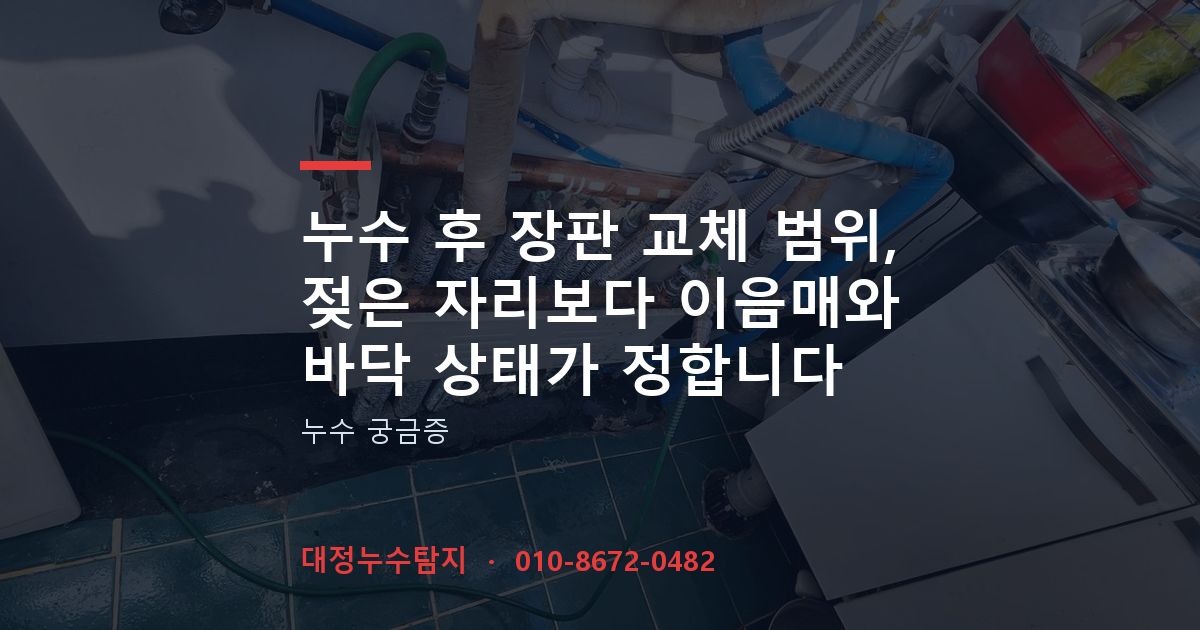 누수 후 장판 교체 범위,
젖은 자리보다 이음매와
바닥 상태가 정합니다
누수 궁금증
대정누수탐지 · 010-8672-0482